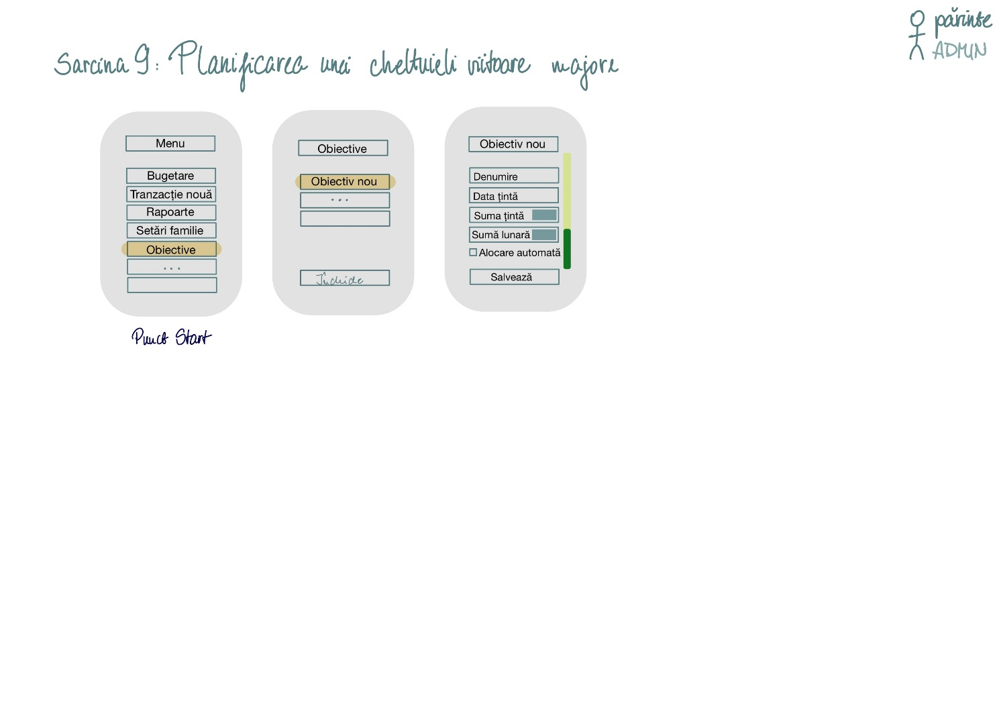 părinte
ADMIN
Sarcina 9: Planificarea unei cheltuieli viitoare majore
Menu
Bugetare
Tranzacție nouă
Rapoarte
Setări familie
Obiective
...
Punct Start
Obiective
Obiectiv nou
...
Închide
Obiectiv nou
Denumire
Data țintă
Suma țintă
Sumă lunară
Alocare automată
Salvează